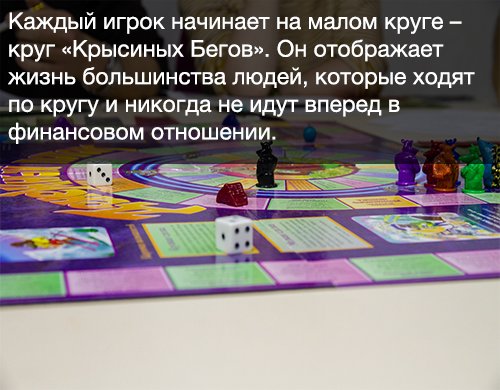 Каждый игрок начинает на малом круге –
круг «Крысиных Бегов». Он отображает
жизнь большинства людей, которые ходят
по кругу и никогда не идут вперед в
финансовом отношении.